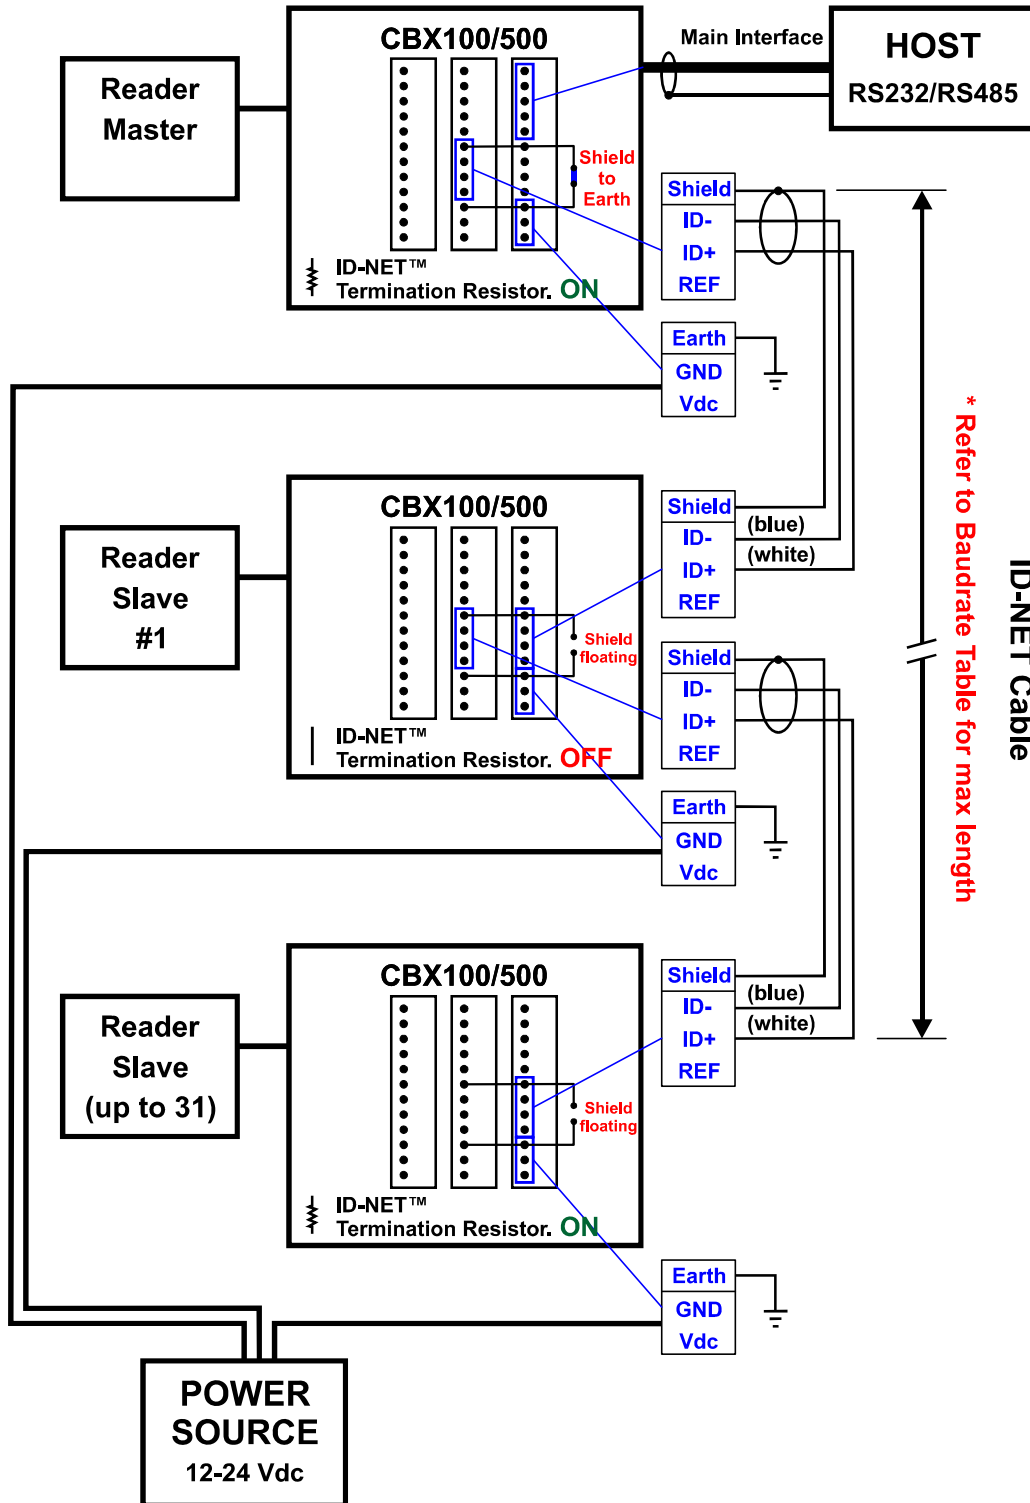 CBX100/500
Main Interface
HOST
RS232/RS485
Reader
Master
Shield
to
Earth
Shield
ID-
ID+
REF
ID-NET™
Termination Resistor. ON
Earth
GND
Vdc
* Refer to Baudrate Table for max length
ID-NET Cable
CBX100/500
Reader
Slave
#1
Shield
ID-
ID+
REF
(blue)
(white)
Shield
floating
Shield
ID-
ID+
REF
ID-NET™
Termination Resistor. OFF
Earth
GND
Vdc
CBX100/500
Reader
Slave
(up to 31)
Shield
ID-
ID+
REF
(blue)
(white)
Shield
floating
ID-NET™
Termination Resistor. ON
Earth
GND
Vdc
POWER
SOURCE
12-24 Vdc